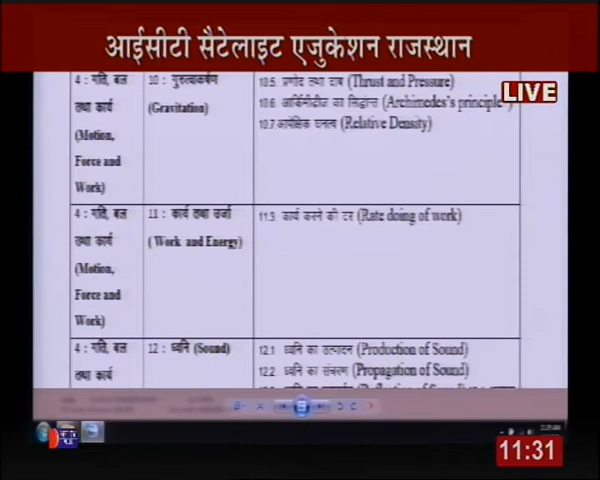 आईसीटी सैटेलाइट एजुकेशन राजस्थान
LIVE
4 : गति, बल
तथा कार्य
(Motion,
Force and
Work)
10 : गुरुत्वाकर्षण
(Gravitation)
10.5. प्रणोद तथा दाब (Thrust and Pressure)
10.6. आर्किमीदीज का सिद्धान्त (Archimedes's principle
10.7.आपेक्षिक घनत्व (Relative Density)
4 : गति, बल
तथा कार्य
(Motion,
Force and
Work)
11 : कार्य तथा उर्जा
( Work and Energy)
11.3 कार्य करने की दर (Rate doing of work)
4 : गति, बल
तथा कार्य
12 : ध्वनि (Sound)
12.1 ध्वनि का उत्पादन (Production of Sound)
12.2 ध्वनि का संचरण (Propagation of Sound)
11:31